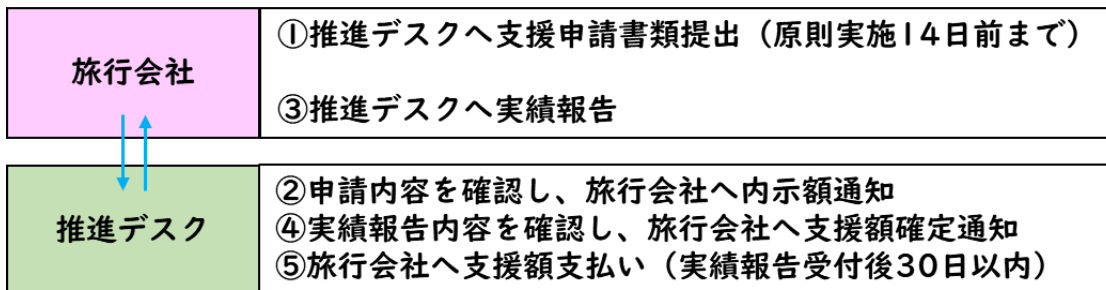 旅行会社
①推進デスクへ支援申請書類提出（原則実施14日前まで）
③推進デスクへ実績報告
推進デスク
②申請内容を確認し、旅行会社へ内示額通知
④実績報告内容を確認し、旅行会社へ支援額確定通知
⑤旅行会社へ支援額支払い（実績報告受付後30日以内）